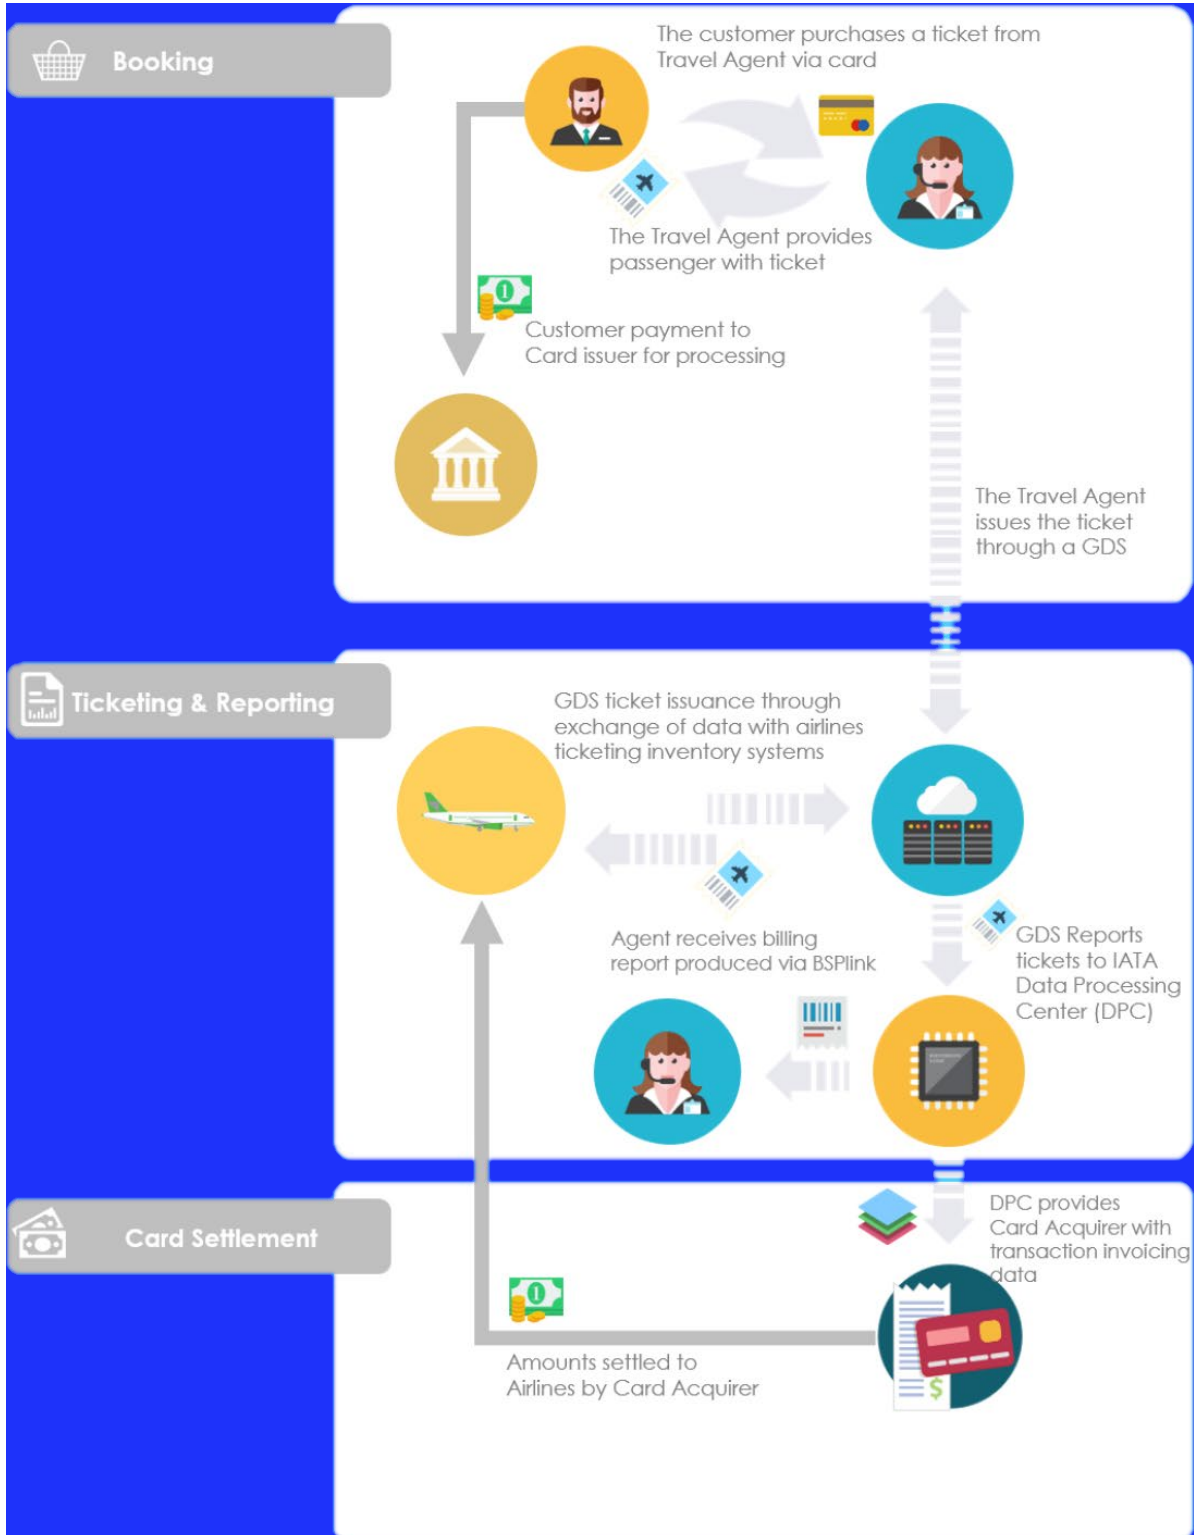 Booking
The customer purchases a ticket from
Travel Agent via card
The Travel Agent provides
passenger with ticket
1
Customer payment to
Card issuer for processing
The Travel Agent
issues the ticket
through a GDS
Ticketing & Reporting
GDS ticket issuance through
exchange of data with airlines
ticketing inventory systems
Agent receives billing
report produced via BSPlink
GDS Reports
tickets to IATA
Data Processing
Center (DPC)
Card Settlement
DPC provides
Card Acquirer with
transaction invoicing
data
1
Amounts settled to
Airlines by Card Acquirer
$